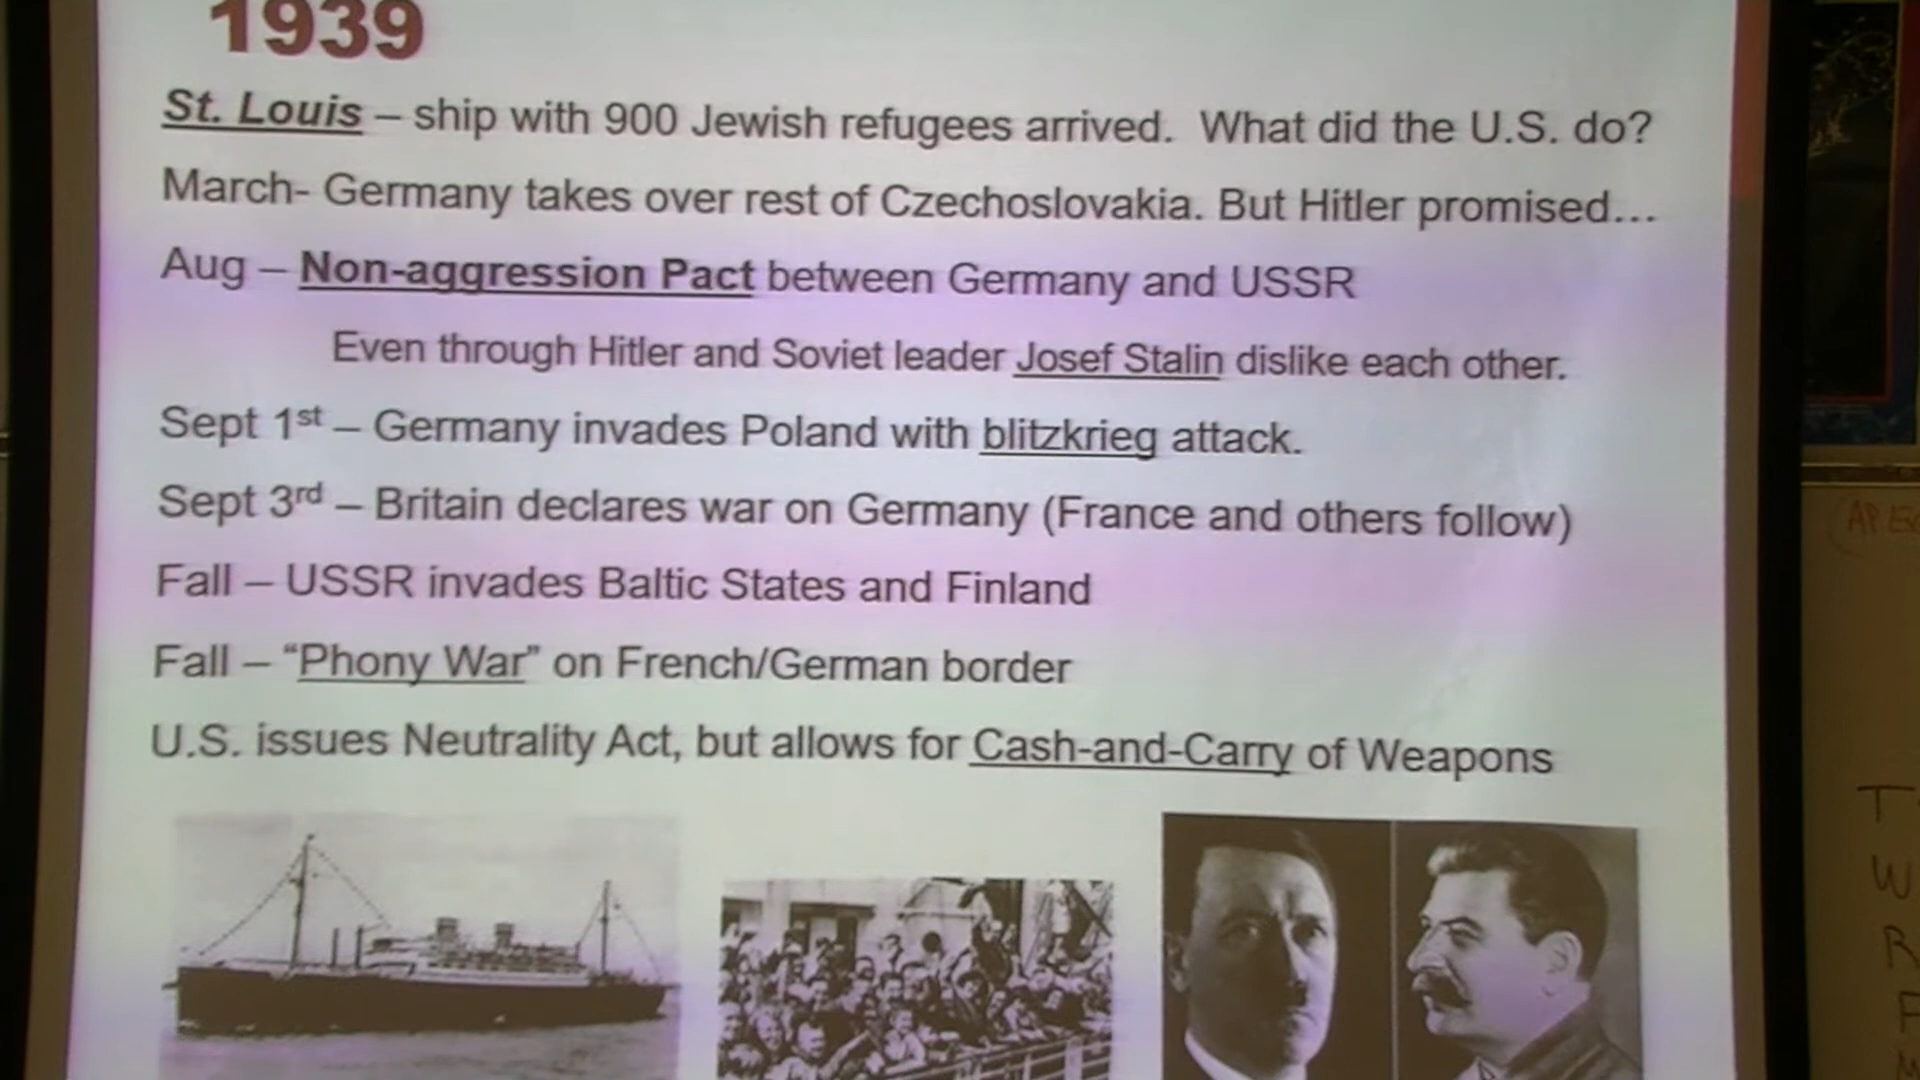 1939
St. Louis – ship with 900 Jewish refugees arrived. What did the U.S. do?
March- Germany takes over rest of Czechoslovakia. But Hitler promised...
Aug – Non-aggression Pact between Germany and USSR
Even through Hitler and Soviet leader Josef Stalin dislike each other.
Sept 1st – Germany invades Poland with blitzkrieg attack.
Sept 3rd – Britain declares war on Germany (France and others follow)
Fall – USSR invades Baltic States and Finland
Fall – “Phony War” on French/German border
U.S. issues Neutrality Act, but allows for Cash-and-Carry of Weapons